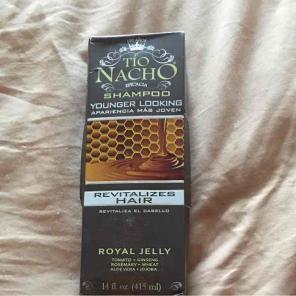 TÍO
NACHO
SHAMPOO
YOUNGER LOOKING
APARIENCIA MÁS JOVEN
REVITALIZES
HAIR
REVITALIZA EL CABELLO
ROYAL JELLY
TOMATO • GINSENG
ROSEMARY • WHEAT
ALOE VERA • JOJOBA
14 fl. oz. (415 ml)